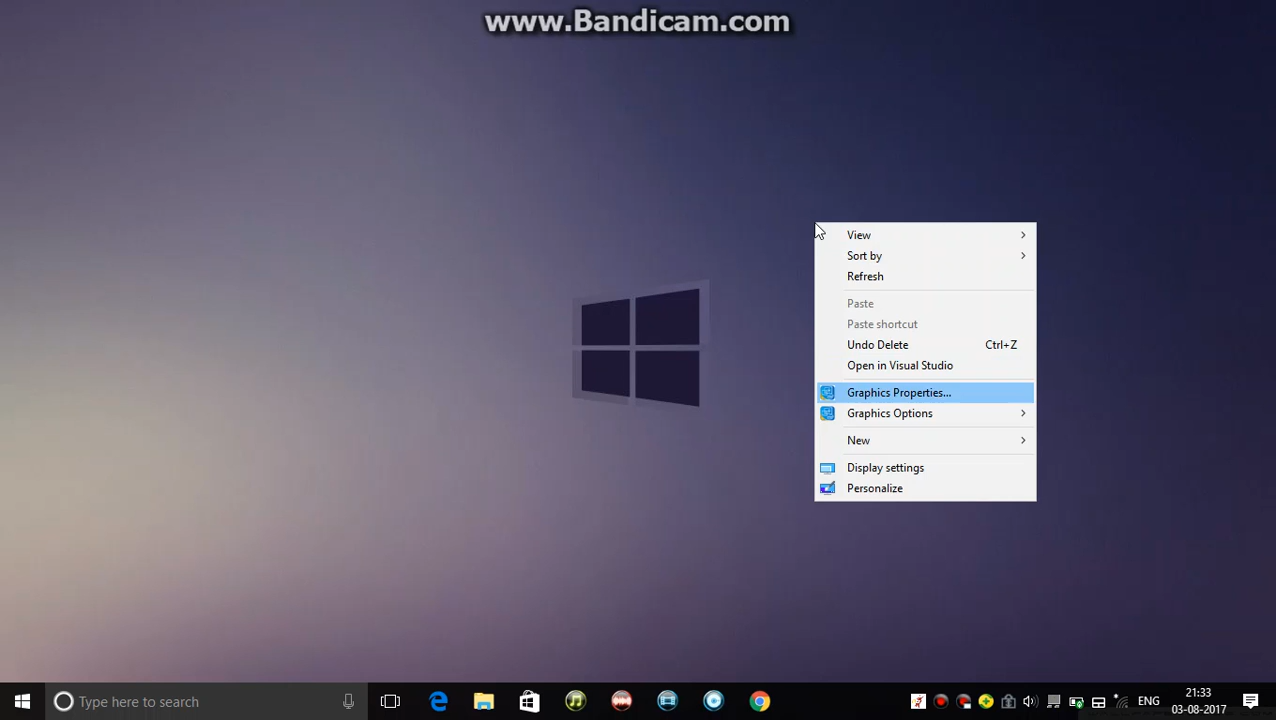 www.Bandicam.com
View
Sort by
Refresh
Paste
Paste shortcut
Undo Delete Ctrl+Z
Open in Visual Studio
Graphics Properties...
Graphics Options
New
Display settings
Personalize
Type here to search
ENG
21:33
03-08-2017